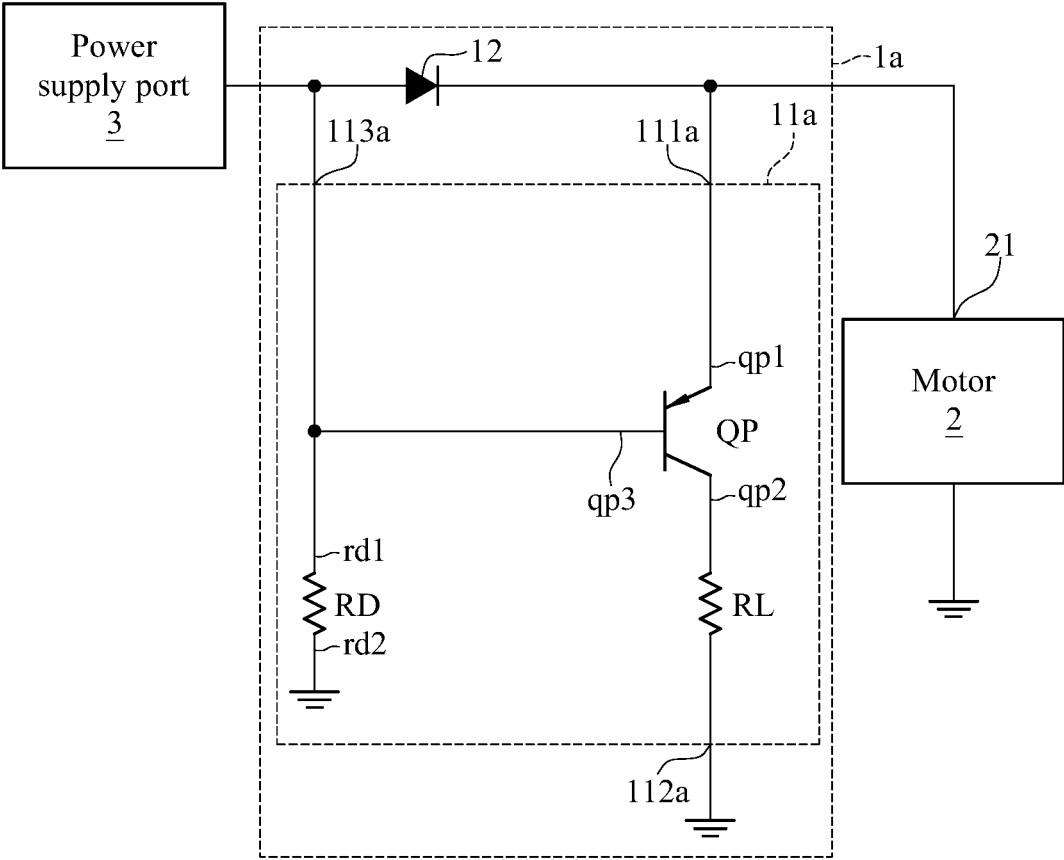 Power
supply port
3
12
1a
113a
111a
11a
21
qp1
Motor
2
QP
qp3
qp2
rd1
RD
RL
rd2
112a